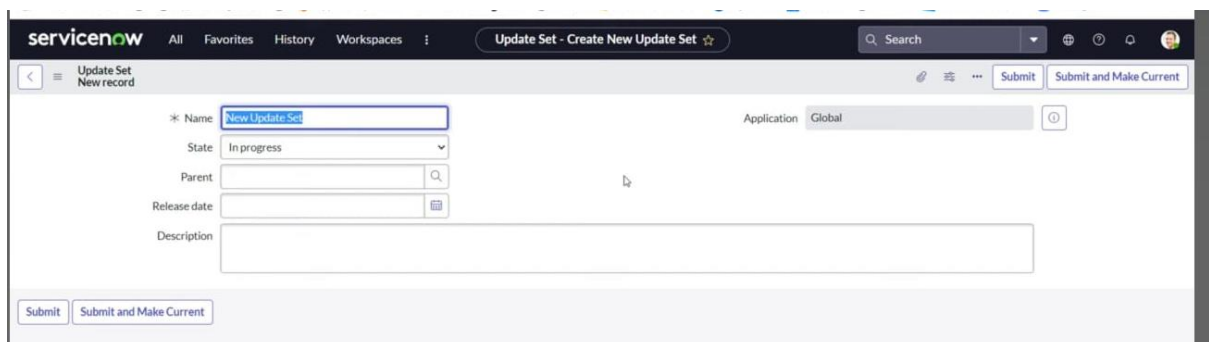 servicenow All Favorites History Workspaces Update Set - Create New Update Set Search
Update Set
New record
Submit Submit and Make Current
* Name New Update Set Application Global
State In progress
Parent
Release date
Description
Submit Submit and Make Current